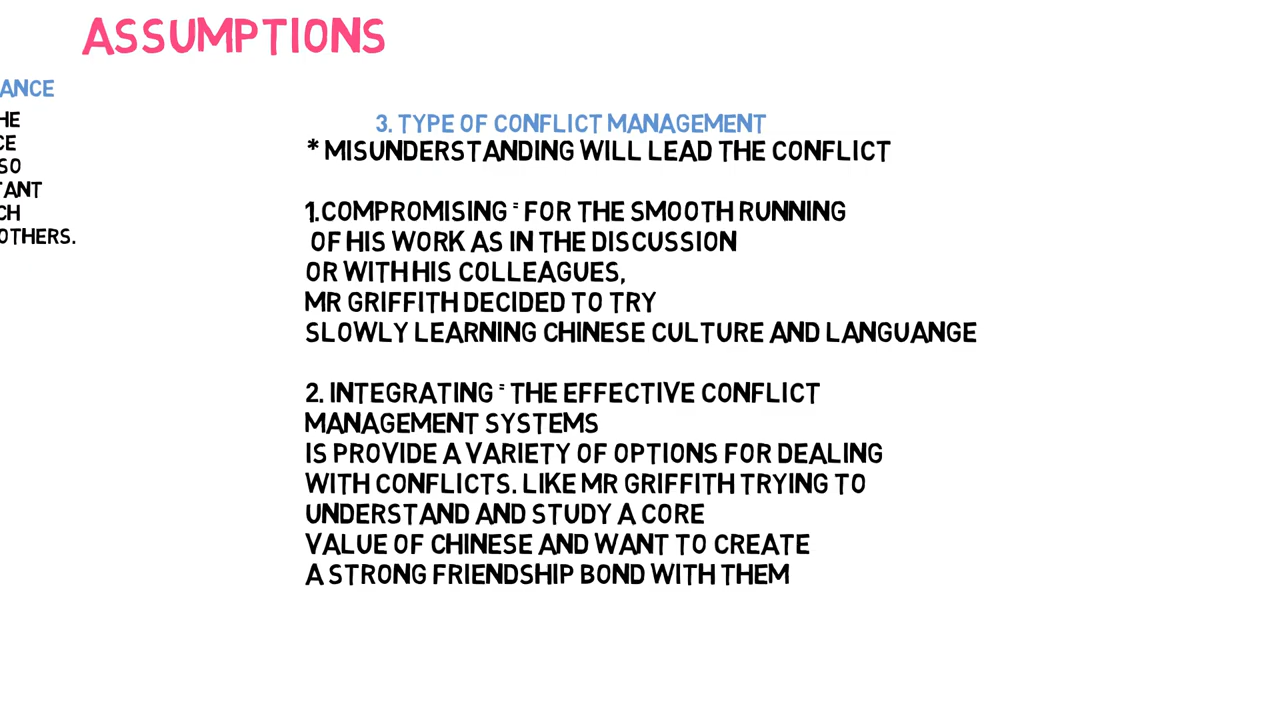 ASSUMPTIONS
ANCE
HE
CE
SO
TANT
CH
OTHERS.
3. TYPE OF CONFLICT MANAGEMENT
* MISUNDERSTANDING WILL LEAD THE CONFLICT
1.COMPROMISING = FOR THE SMOOTH RUNNING
OF HIS WORK AS IN THE DISCUSSION
OR WITH HIS COLLEAGUES,
MR GRIFFITH DECIDED TO TRY
SLOWLY LEARNING CHINESE CULTURE AND LANGUANGE
2. INTEGRATING = THE EFFECTIVE CONFLICT
MANAGEMENT SYSTEMS
IS PROVIDE A VARIETY OF OPTIONS FOR DEALING
WITH CONFLICTS. LIKE MR GRIFFITH TRYING TO
UNDERSTAND AND STUDY A CORE
VALUE OF CHINESE AND WANT TO CREATE
A STRONG FRIENDSHIP BOND WITH THEM